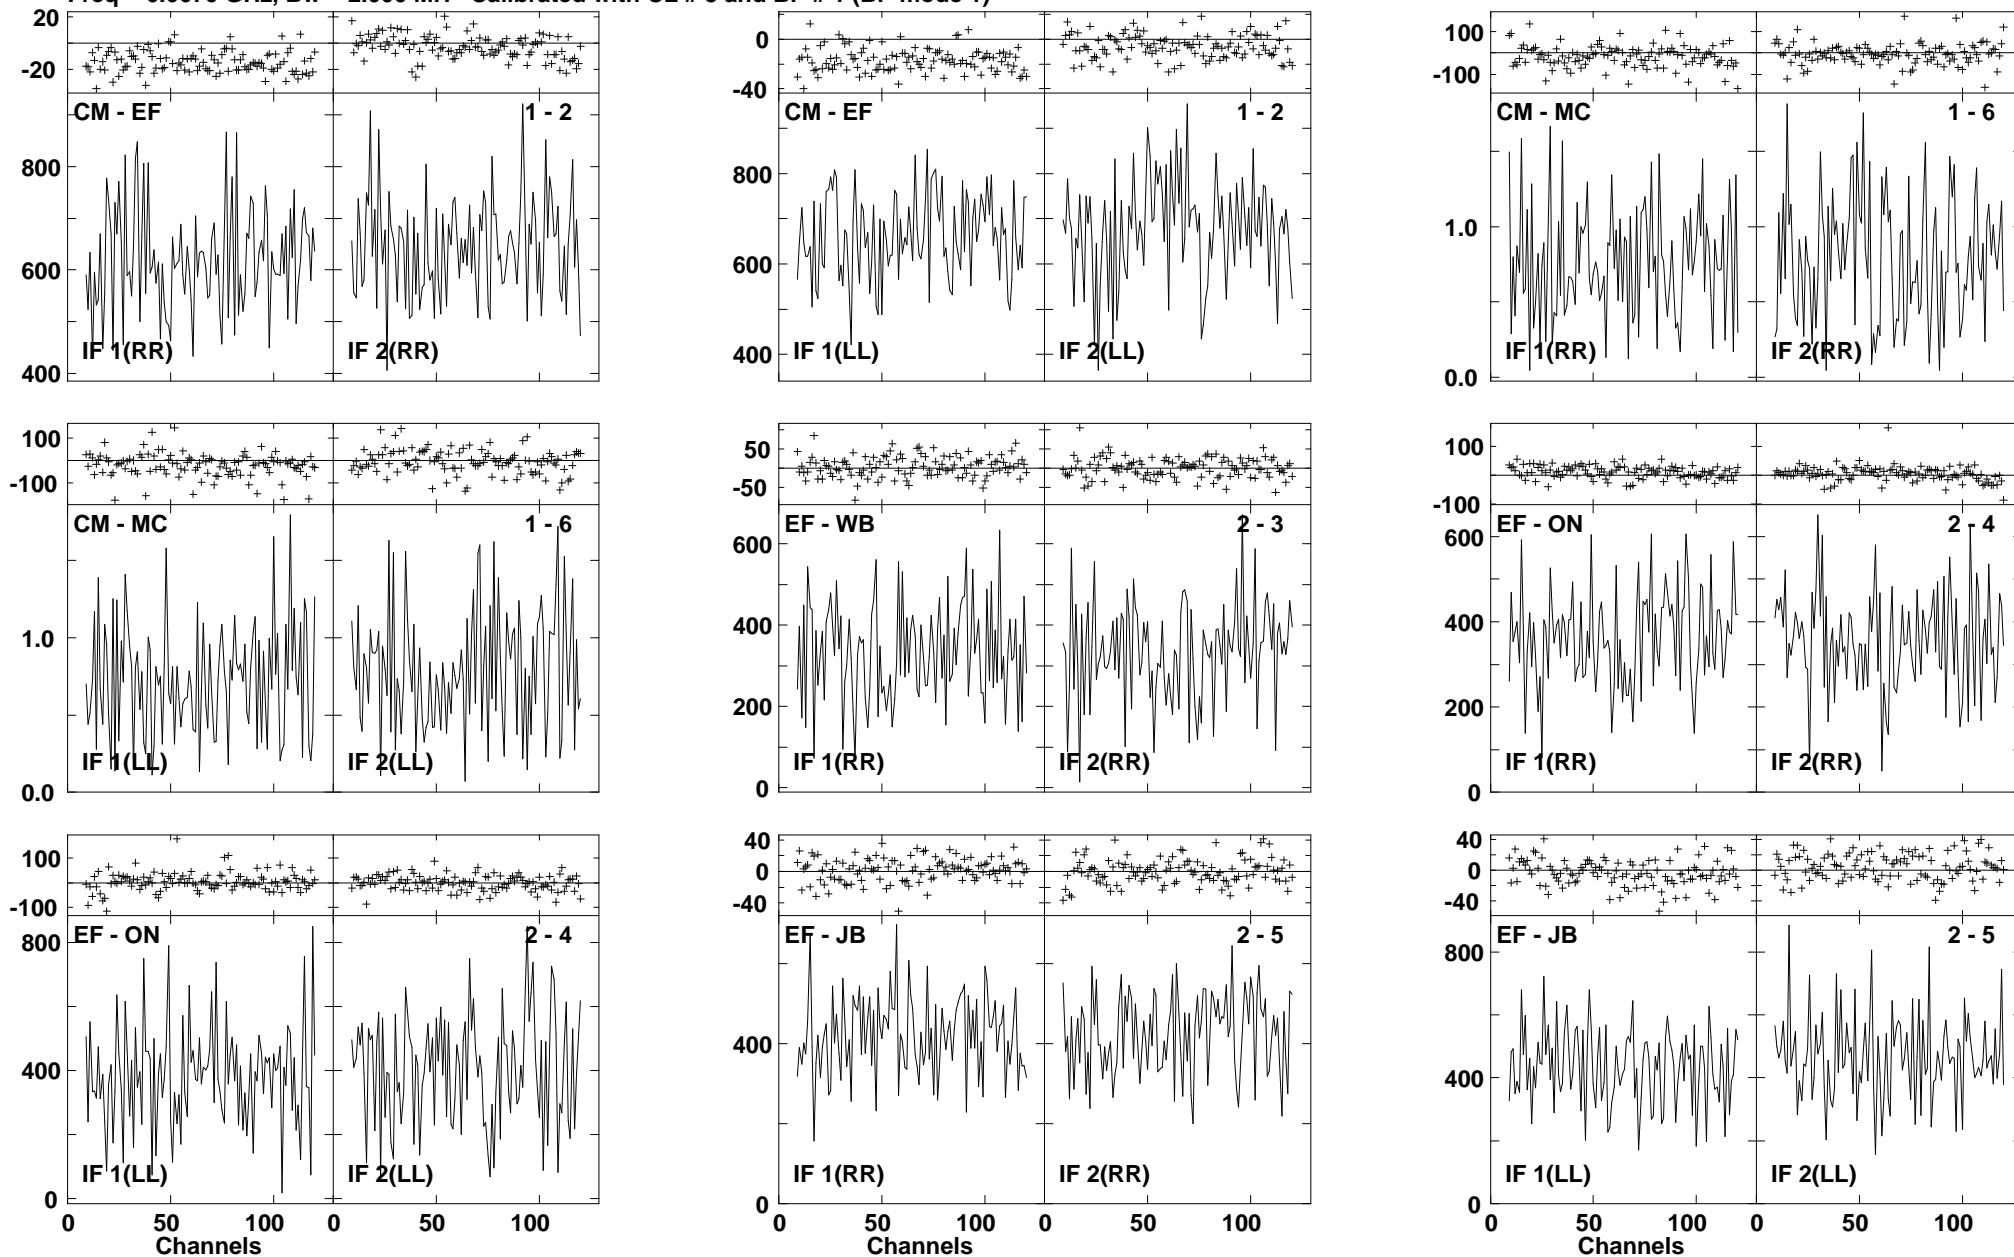 20
-20
CM - EF
1 - 2
800
600
400
IF 1(RR)
IF 2(RR)
0
-40
CM - EF
1 - 2
800
600
400
IF 1(LL)
IF 2(LL)
100
-100
CM - MC
1 - 6
1.0
0.0
IF 1(RR)
IF 2(RR)
100
-100
CM - MC
1 - 6
1.0
0.0
IF 1(LL)
IF 2(LL)
50
-50
EF - WB
2 - 3
600
400
200
0
IF 1(RR)
IF 2(RR)
100
-100
EF - ON
2 - 4
600
400
200
0
IF 1(RR)
IF 2(RR)
100
-100
EF - ON
2 - 4
800
400
0
IF 1(LL)
IF 2(LL)
0 50 100 0 50 100
Channels
40
0
-40
EF - JB
2 - 5
400
0
IF 1(RR)
IF 2(RR)
0 50 100 0 50 100
Channels
40
0
-40
EF - JB
2 - 5
800
400
0
IF 1(LL)
IF 2(LL)
0 50 100 0 50 100
Channels